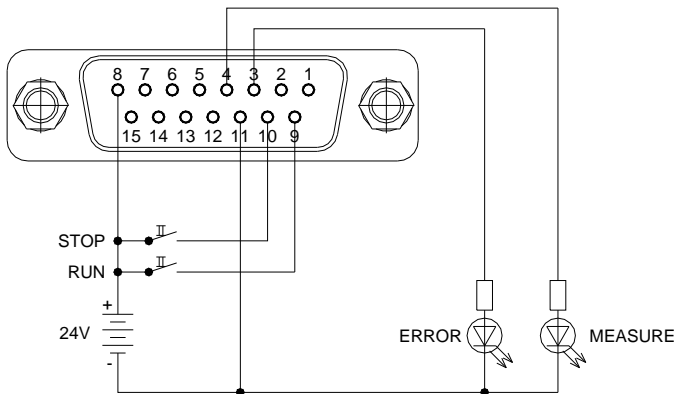 8 7 6 5 4 3 2 1
15 14 13 12 11 10 9
STOP
RUN
+
24V
-
ERROR
MEASURE